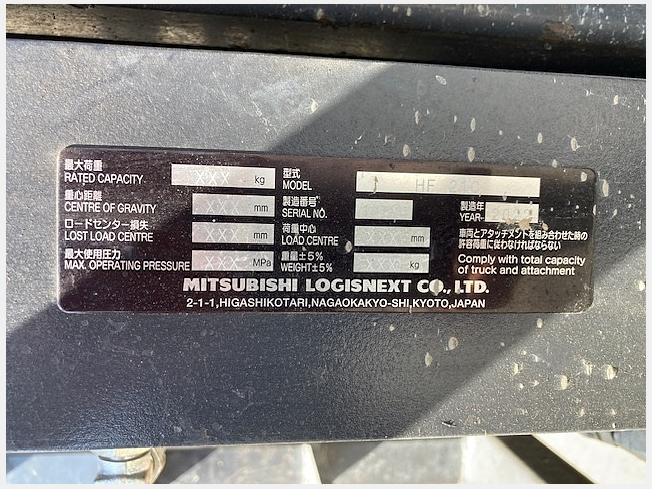 最大荷重
RATED CAPACITY XXX kg
重心距離
CENTRE OF GRAVITY XXX mm
ロードセンター損失
LOST LOAD CENTRE XXX mm
最大使用圧力
MAX. OPERATING PRESSURE XXX MPa
型式
MODEL HF
製造番号
SERIAL NO.
荷重中心
LOAD CENTRE mm
重量±5%
WEIGHT±5% kg
製造年
YEAR
車両とアタッチメントを組み合わせた時の
許容荷重に従わなければならない
Comply with total capacity
of truck and attachment
MITSUBISHI LOGISNEXT CO., LTD.
2-1-1,HIGASHIKOTARI,NAGAOKAKYO-SHI,KYOTO,JAPAN